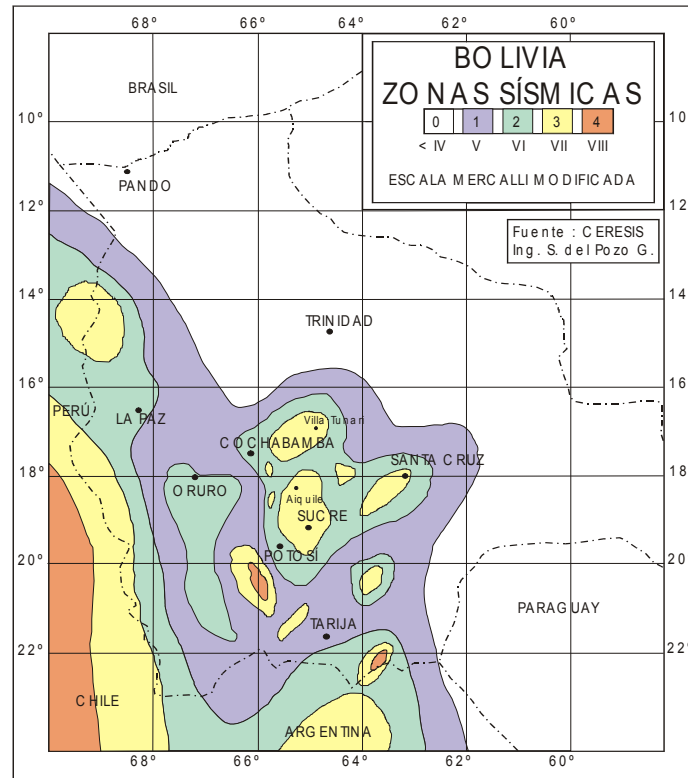 68° 66° 64° 62° 60°
BOLIVIA
ZONAS SÍSMICAS
0 1 2 3 4
< IV V VI VII VIII
ESCALA MERCALLI MODIFICADA
Fuente : CERESIS
Ing. S. del Pozo G.
BRASIL
10° 10°
PANDO
12° 12°
14° 14°
TRINIDAD
16° 16°
PERÚ
LA PAZ
Villa Tunari
COCHABAMBA
SANTA CRUZ
18° 18°
ORURO
Aiquile
SUCRE
POTOSÍ
20° 20°
PARAGUAY
TARIJA
22° 22°
CHILE
ARGENTINA
68° 66° 64° 62° 60°